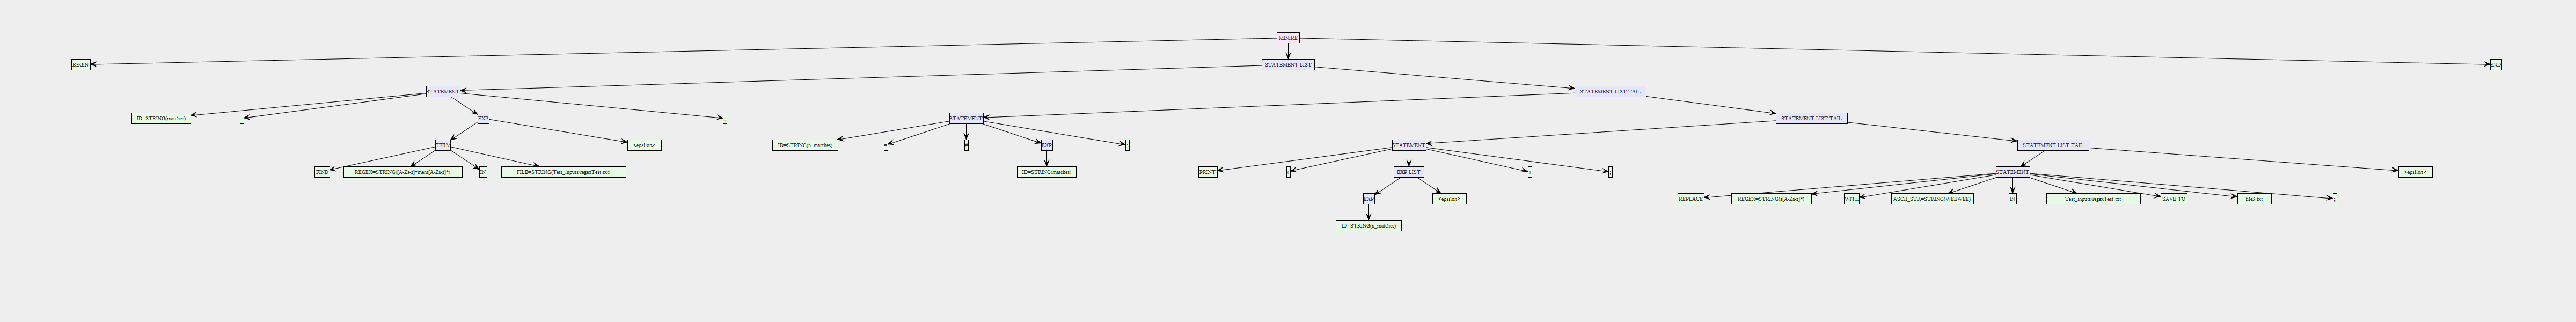 MINIRE
BEGIN STATEMENT LIST END
STATEMENT STATEMENT LIST TAIL
ID=STRING(matches) EXP STATEMENT STATEMENT LIST TAIL
TERM <epsilon> ID=STRING(n_matches) # EXP STATEMENT STATEMENT LIST TAIL
FIND REGEX=STRING([A-Za-z]*ment[A-Za-z]*) IN FILE=STRING(Test_inputs/regexTest.txt) ID=STRING(matches) PRINT ( EXP LIST ) STATEMENT <epsilon>
EXP <epsilon> REPLACE REGEX=STRING(a[A-Za-z]*) WITH ASCII_STR=STRING(WEEWEE) IN Test_inputs/regexTest.txt SAVE TO file3.txt
ID=STRING(n_matches)